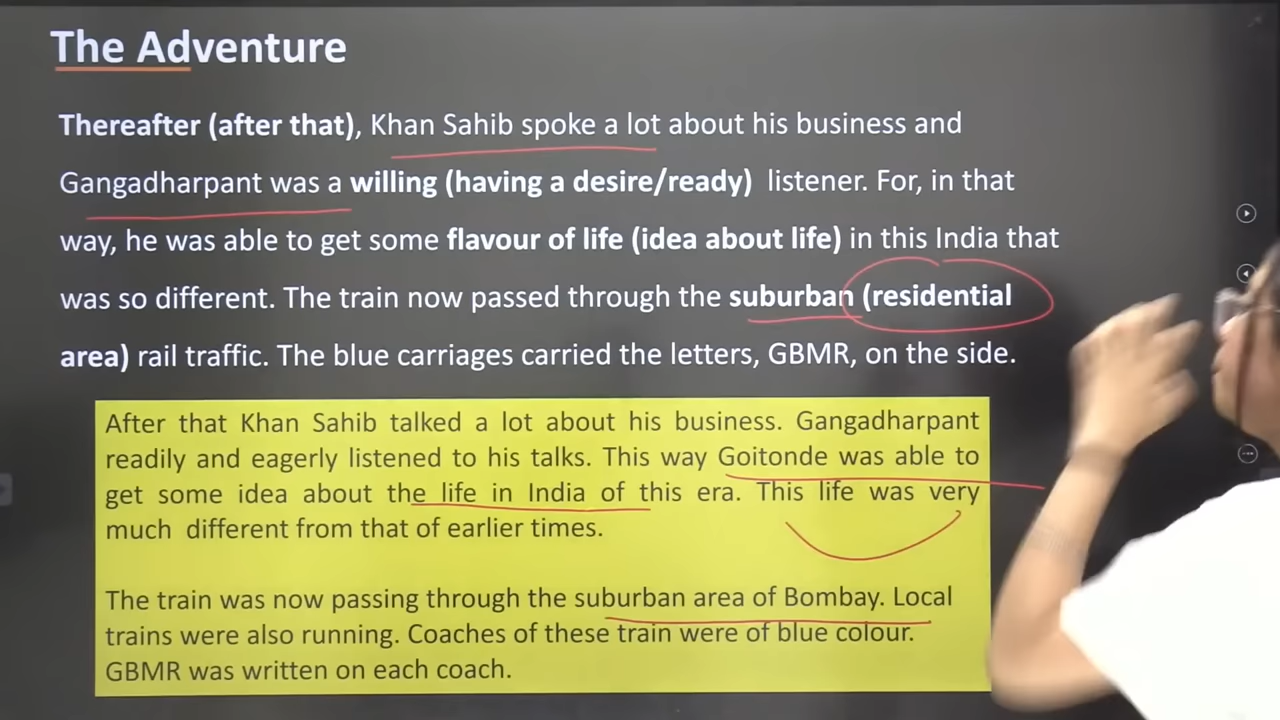 The Adventure
Thereafter (after that), Khan Sahib spoke a lot about his business and
Gangadharpant was a willing (having a desire/ready) listener. For, in that
way, he was able to get some flavour of life (idea about life) in this India that
was so different. The train now passed through the suburban (residential
area) rail traffic. The blue carriages carried the letters, GBMR, on the side.
After that Khan Sahib talked a lot about his business. Gangadharpant
readily and eagerly listened to his talks. This way Goitonde was able to
get some idea about the life in India of this era. This life was very
much different from that of earlier times.
The train was now passing through the suburban area of Bombay. Local
trains were also running. Coaches of these train were of blue colour.
GBMR was written on each coach.